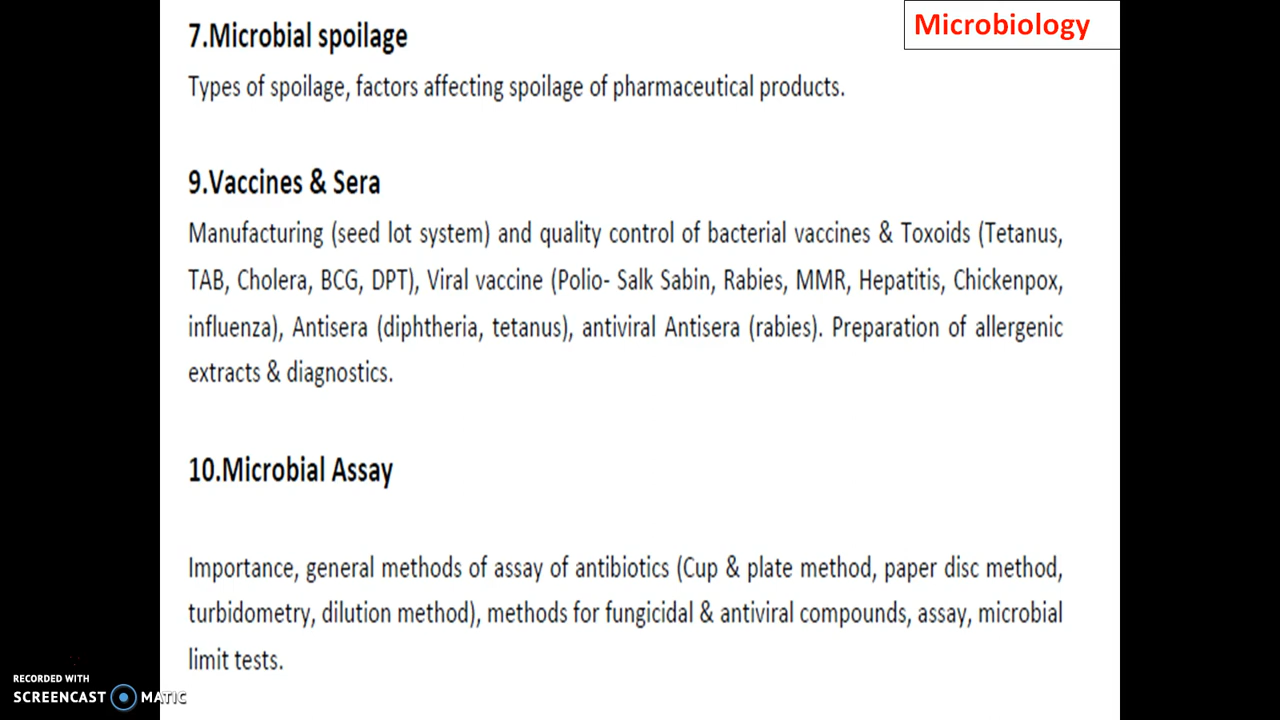 Microbiology
7.Microbial spoilage
Types of spoilage, factors affecting spoilage of pharmaceutical products.
9.Vaccines & Sera
Manufacturing (seed lot system) and quality control of bacterial vaccines & Toxoids (Tetanus,
TAB, Cholera, BCG, DPT), Viral vaccine (Polio- Salk Sabin, Rabies, MMR, Hepatitis, Chickenpox,
influenza), Antisera (diphtheria, tetanus), antiviral Antisera (rabies). Preparation of allergenic
extracts & diagnostics.
10.Microbial Assay
Importance, general methods of assay of antibiotics (Cup & plate method, paper disc method,
turbidometry, dilution method), methods for fungicidal & antiviral compounds, assay, microbial
limit tests.
RECORDED WITH
SCREENCAST MATIC